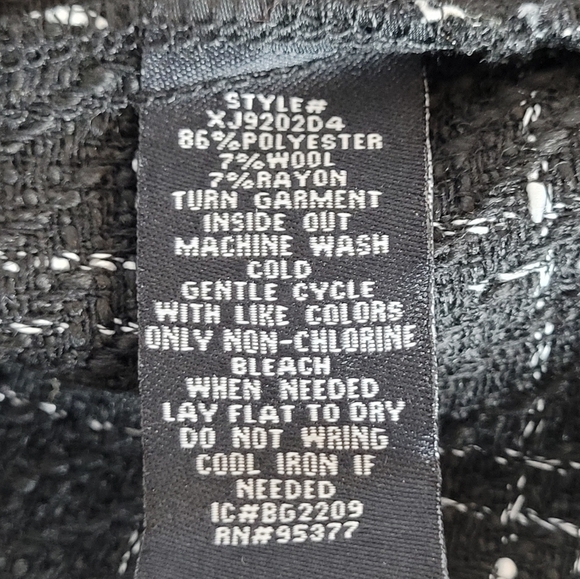 STYLE#
XJ9202D4
86%POLYESTER
7%WOOL
7%RAYON
TURN GARMENT
INSIDE OUT
MACHINE WASH
COLD
GENTLE CYCLE
WITH LIKE COLORS
ONLY NON-CHLORINE
BLEACH
WHEN NEEDED
LAY FLAT TO DRY
DO NOT WRING
COOL IRON IF
NEEDED
IC#BG2209
RN#95377